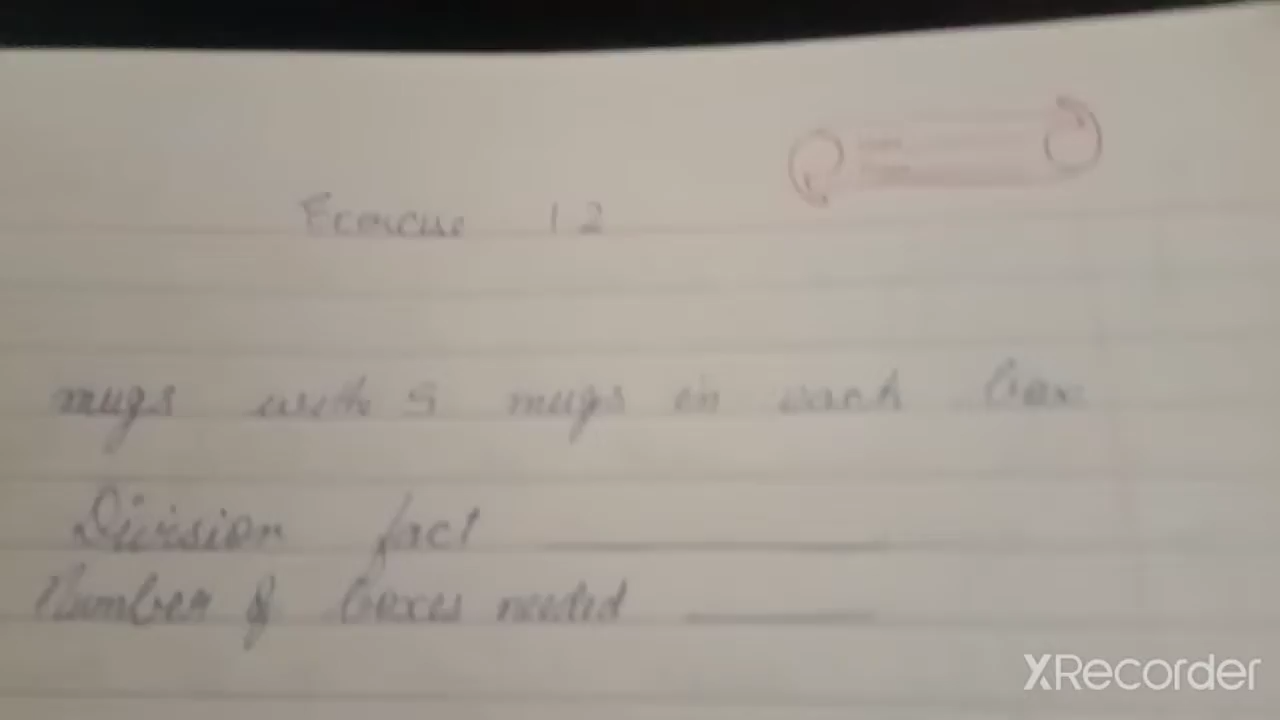 Exercise 12
mugs with 5 mugs in each box
Division fact
Number of boxes needed
XRecorder